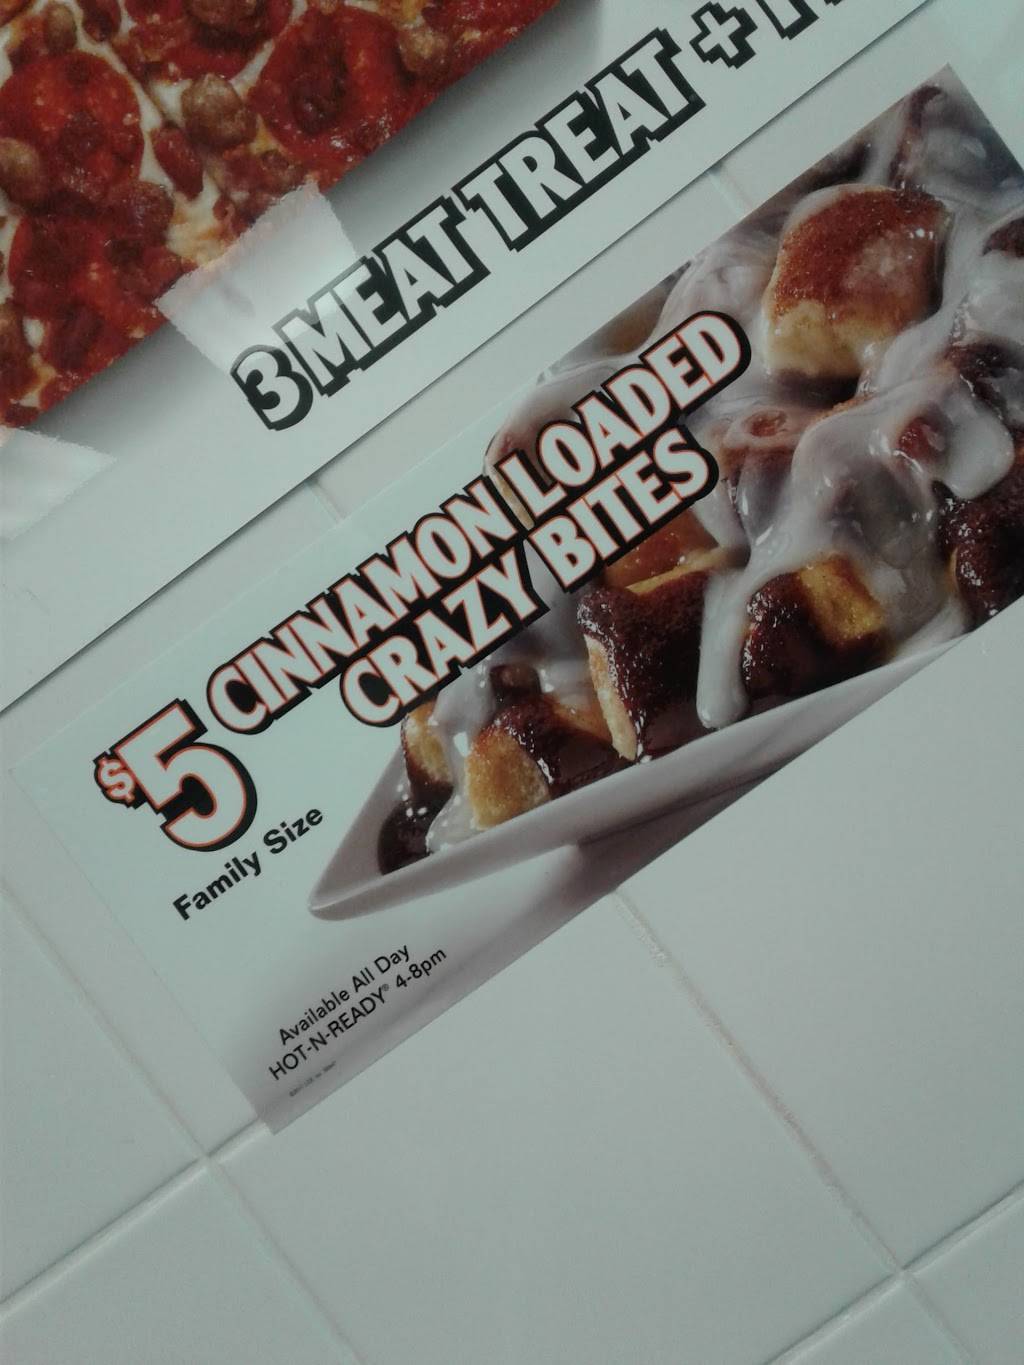 3 MEAT TREAT +
$5 CINNAMON LOADED
CRAZY BITES
Family Size
Available All Day
HOT-N-READY® 4-8pm